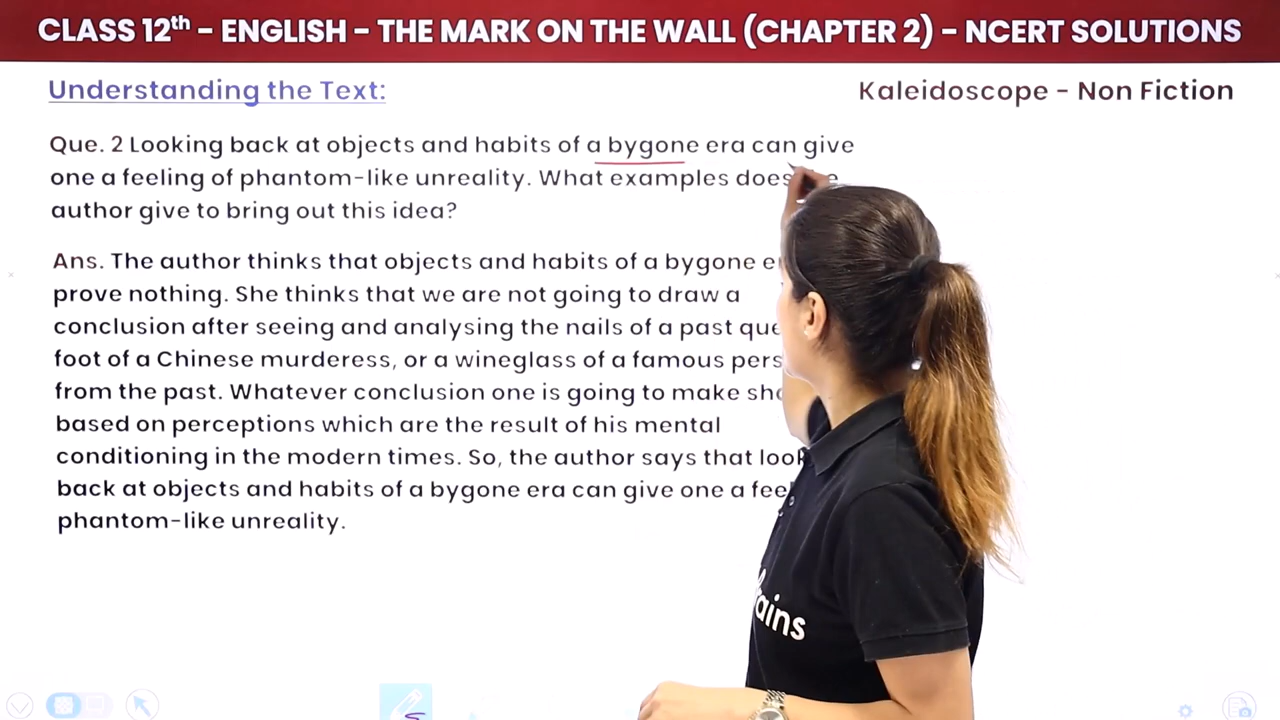 CLASS 12th - ENGLISH - THE MARK ON THE WALL (CHAPTER 2) - NCERT SOLUTIONS
Understanding the Text:
Kaleidoscope - Non Fiction
Que. 2 Looking back at objects and habits of a bygone era can give
one a feeling of phantom-like unreality. What examples does
author give to bring out this idea?
Ans. The author thinks that objects and habits of a bygone
prove nothing. She thinks that we are not going to draw a
conclusion after seeing and analysing the nails of a past
foot of a Chinese murderess, or a wineglass of a famous
from the past. Whatever conclusion one is going to make
based on perceptions which are the result of his mental
conditioning in the modern times. So, the author says that
back at objects and habits of a bygone era can give one a
phantom-like unreality.